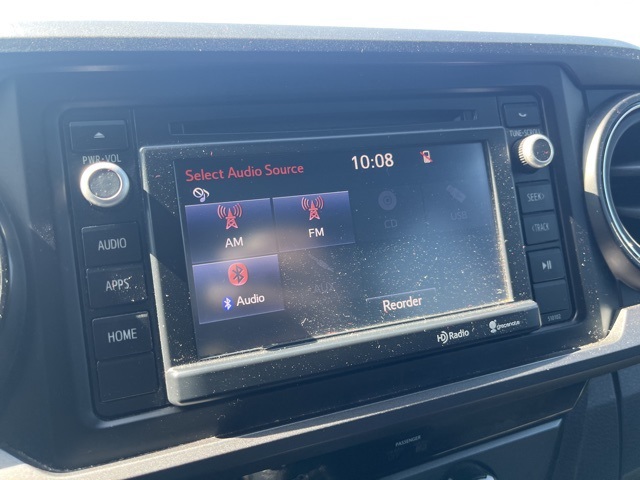 PWR•VOL
AUDIO
APPS
HOME
Select Audio Source
10:08
AM
FM
CD
USB
Audio
Reorder
HD Radio
gracenote
TUNE•SCROLL
SEEK›
‹TRACK
PASSENGER